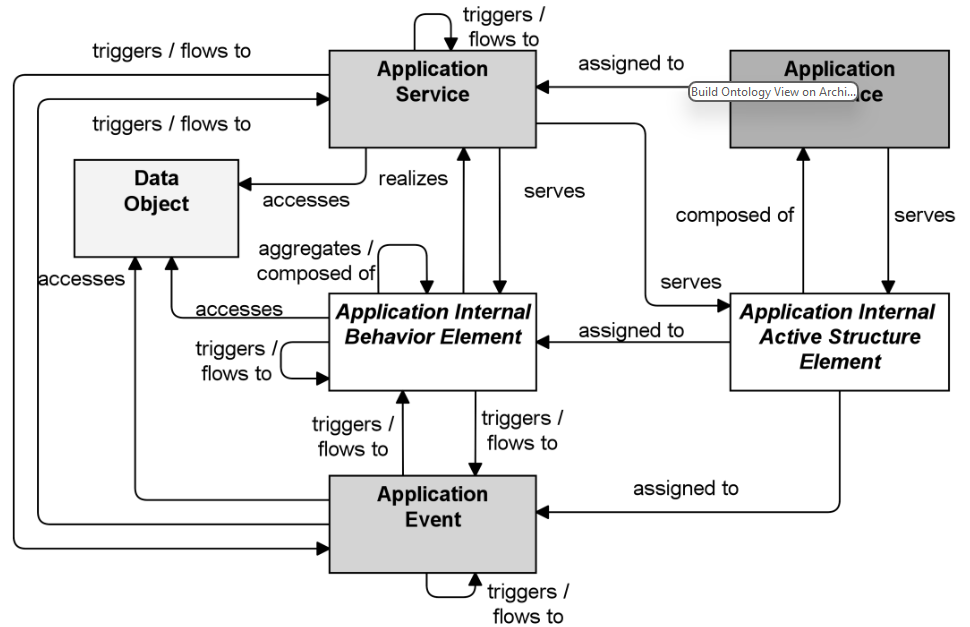 triggers /
flows to
triggers / flows to
Application
Service
assigned to
Application
Build Ontology View on Archi...
triggers / flows to
Data
Object
realizes
accesses
serves
composed of
serves
aggregates /
composed of
accesses
accesses
serves
Application Internal
Behavior Element
Application Internal
Active Structure
Element
assigned to
triggers /
flows to
triggers /
flows to
triggers /
flows to
Application
Event
assigned to
triggers /
flows to